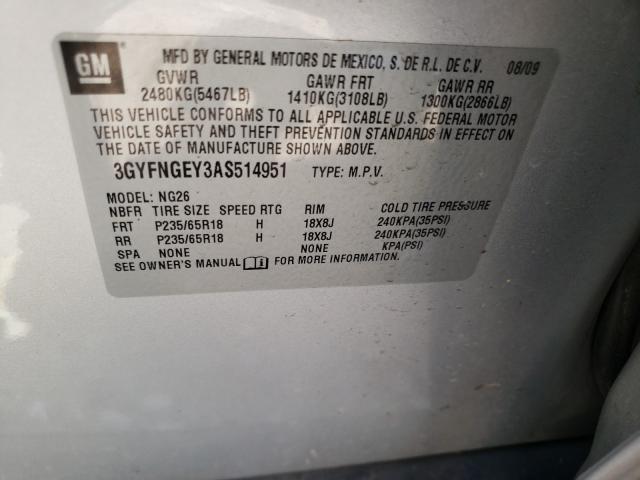 GM
MFD BY GENERAL MOTORS DE MEXICO, S. DE R.L. DE C.V. 08/09
GVWR GAWR FRT GAWR RR
2480KG(5467LB) 1410KG(3108LB) 1300KG(2866LB)
THIS VEHICLE CONFORMS TO ALL APPLICABLE U.S. FEDERAL MOTOR
VEHICLE SAFETY AND THEFT PREVENTION STANDARDS IN EFFECT ON
THE DATE OF MANUFACTURE SHOWN ABOVE.
3GYFNGEY3AS514951 TYPE: M.P.V.
MODEL: NG26
NBFR TIRE SIZE SPEED RTG RIM COLD TIRE PRESSURE
FRT P235/65R18 H 18X8J 240KPA(35PSI)
RR P235/65R18 H 18X8J 240KPA(35PSI)
SPA NONE NONE KPA(PSI)
SEE OWNER'S MANUAL FOR MORE INFORMATION.